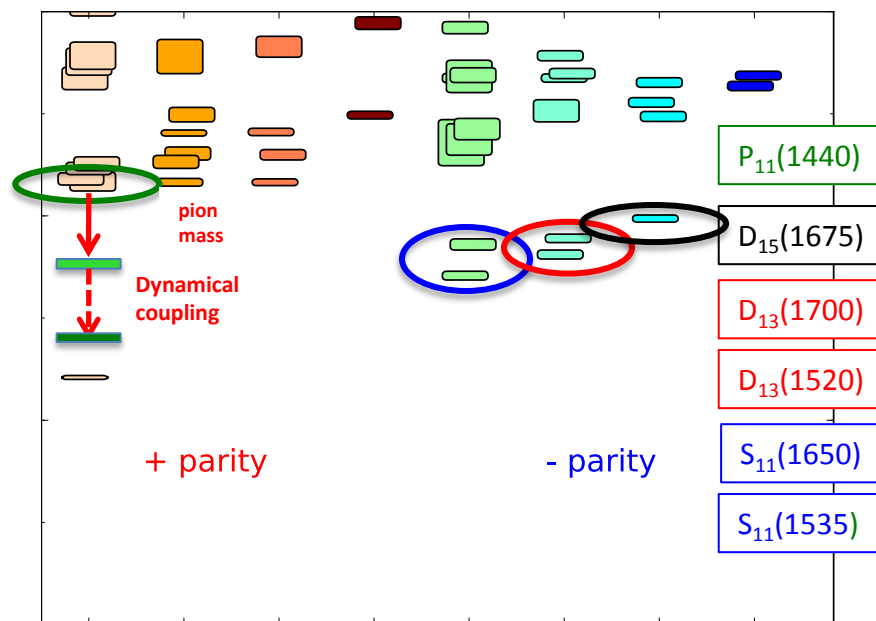 P₁₁(1440)
pion
mass
D₁₅(1675)
Dynamical
coupling
D₁₃(1700)
D₁₃(1520)
+ parity
- parity
S₁₁(1650)
S₁₁(1535)